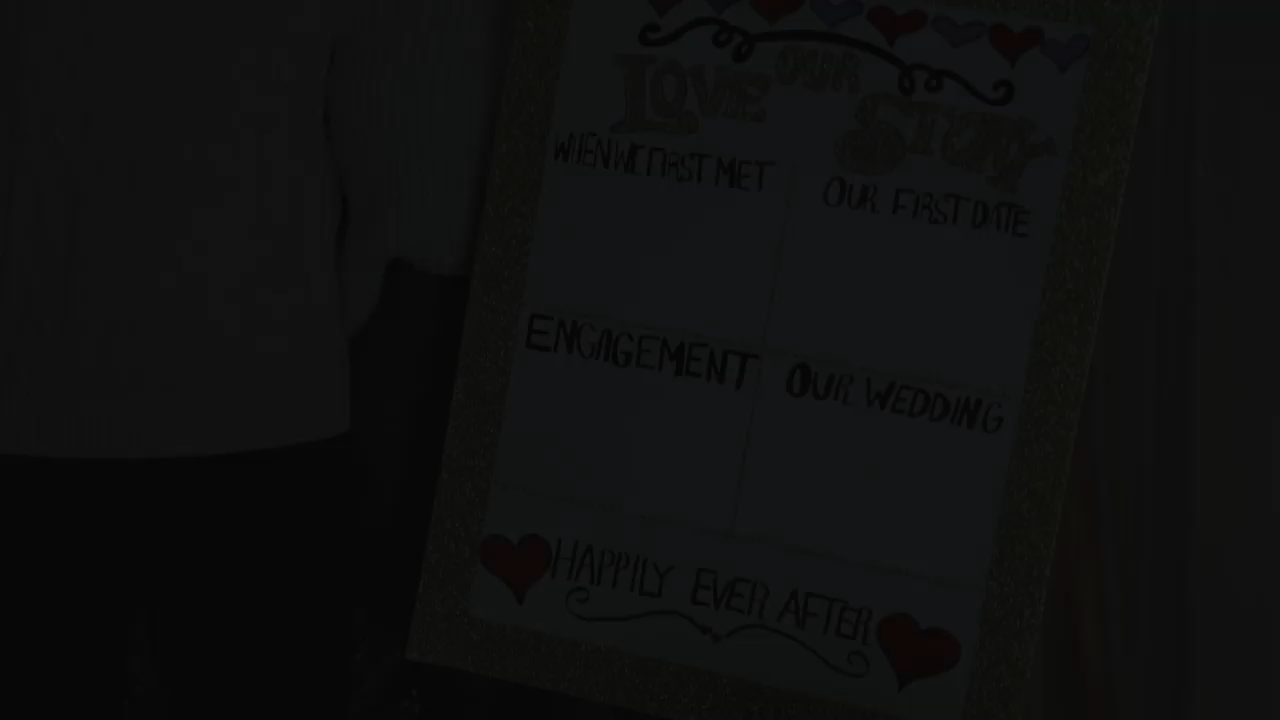 OUR
LOVE STORY
WHEN WE FIRST MET
OUR FIRST DATE
ENGAGEMENT
OUR WEDDING
HAPPILY EVER AFTER